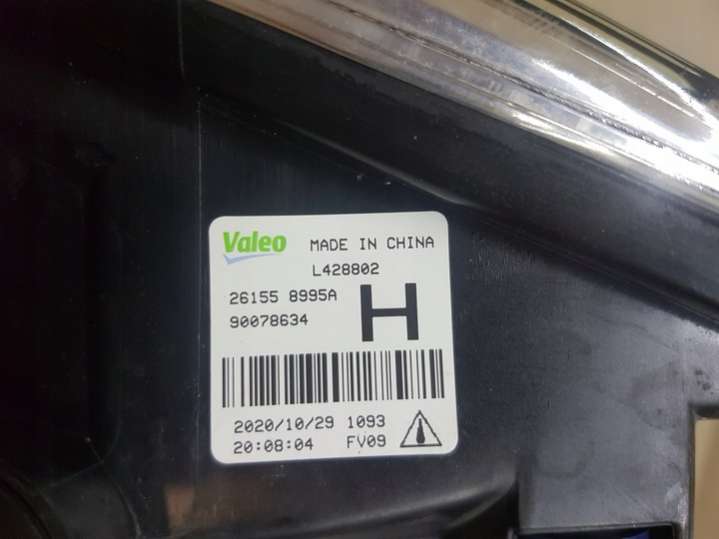 Valeo MADE IN CHINA
L428802
26155 8995A
90078634 H
2020/10/29 1093
20:08:04 FV09